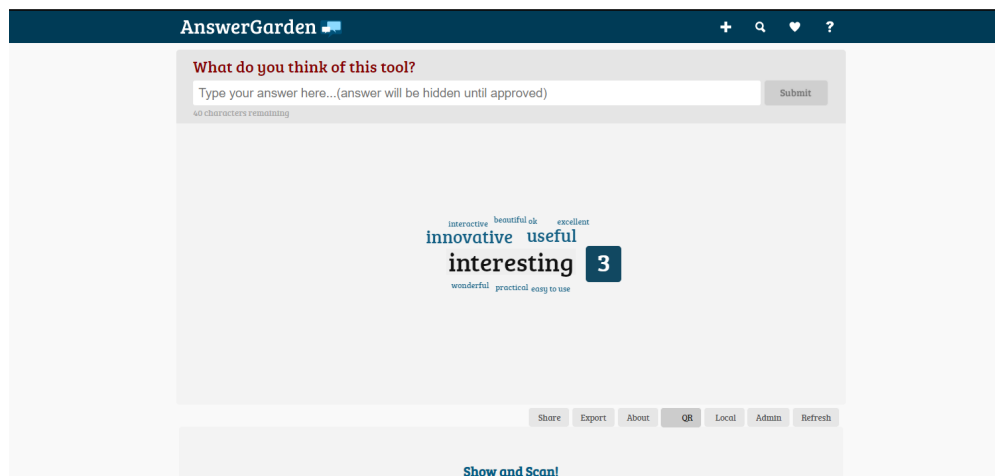 AnswerGarden
+ ?
What do you think of this tool?
Type your answer here...(answer will be hidden until approved)
Submit
40 characters remaining
interactive beautiful ok excellent
innovative useful
interesting 3
wonderful practical easy to use
Share Export About QR Local Admin Refresh
Show and Scan!